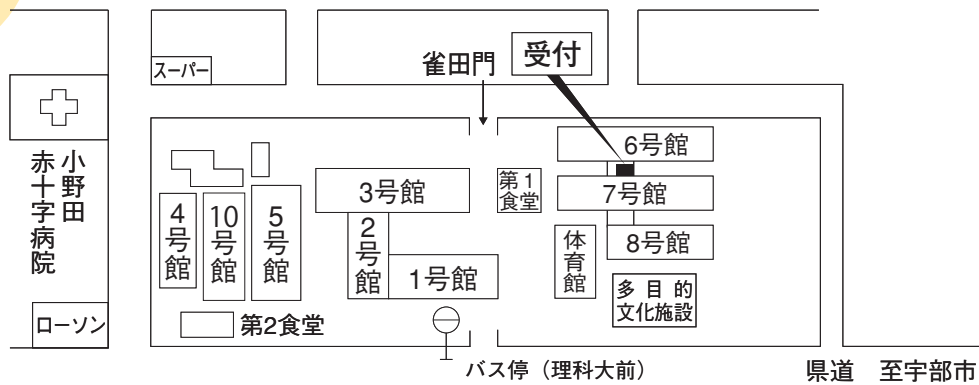 スーパー
雀田門
受付
小野田
赤十字病院
ローソン
4号館
10号館
5号館
3号館
2号館
1号館
第2食堂
第1
食堂
6号館
7号館
8号館
体育館
多目的
文化施設
バス停（理科大前）
県道 至宇部市